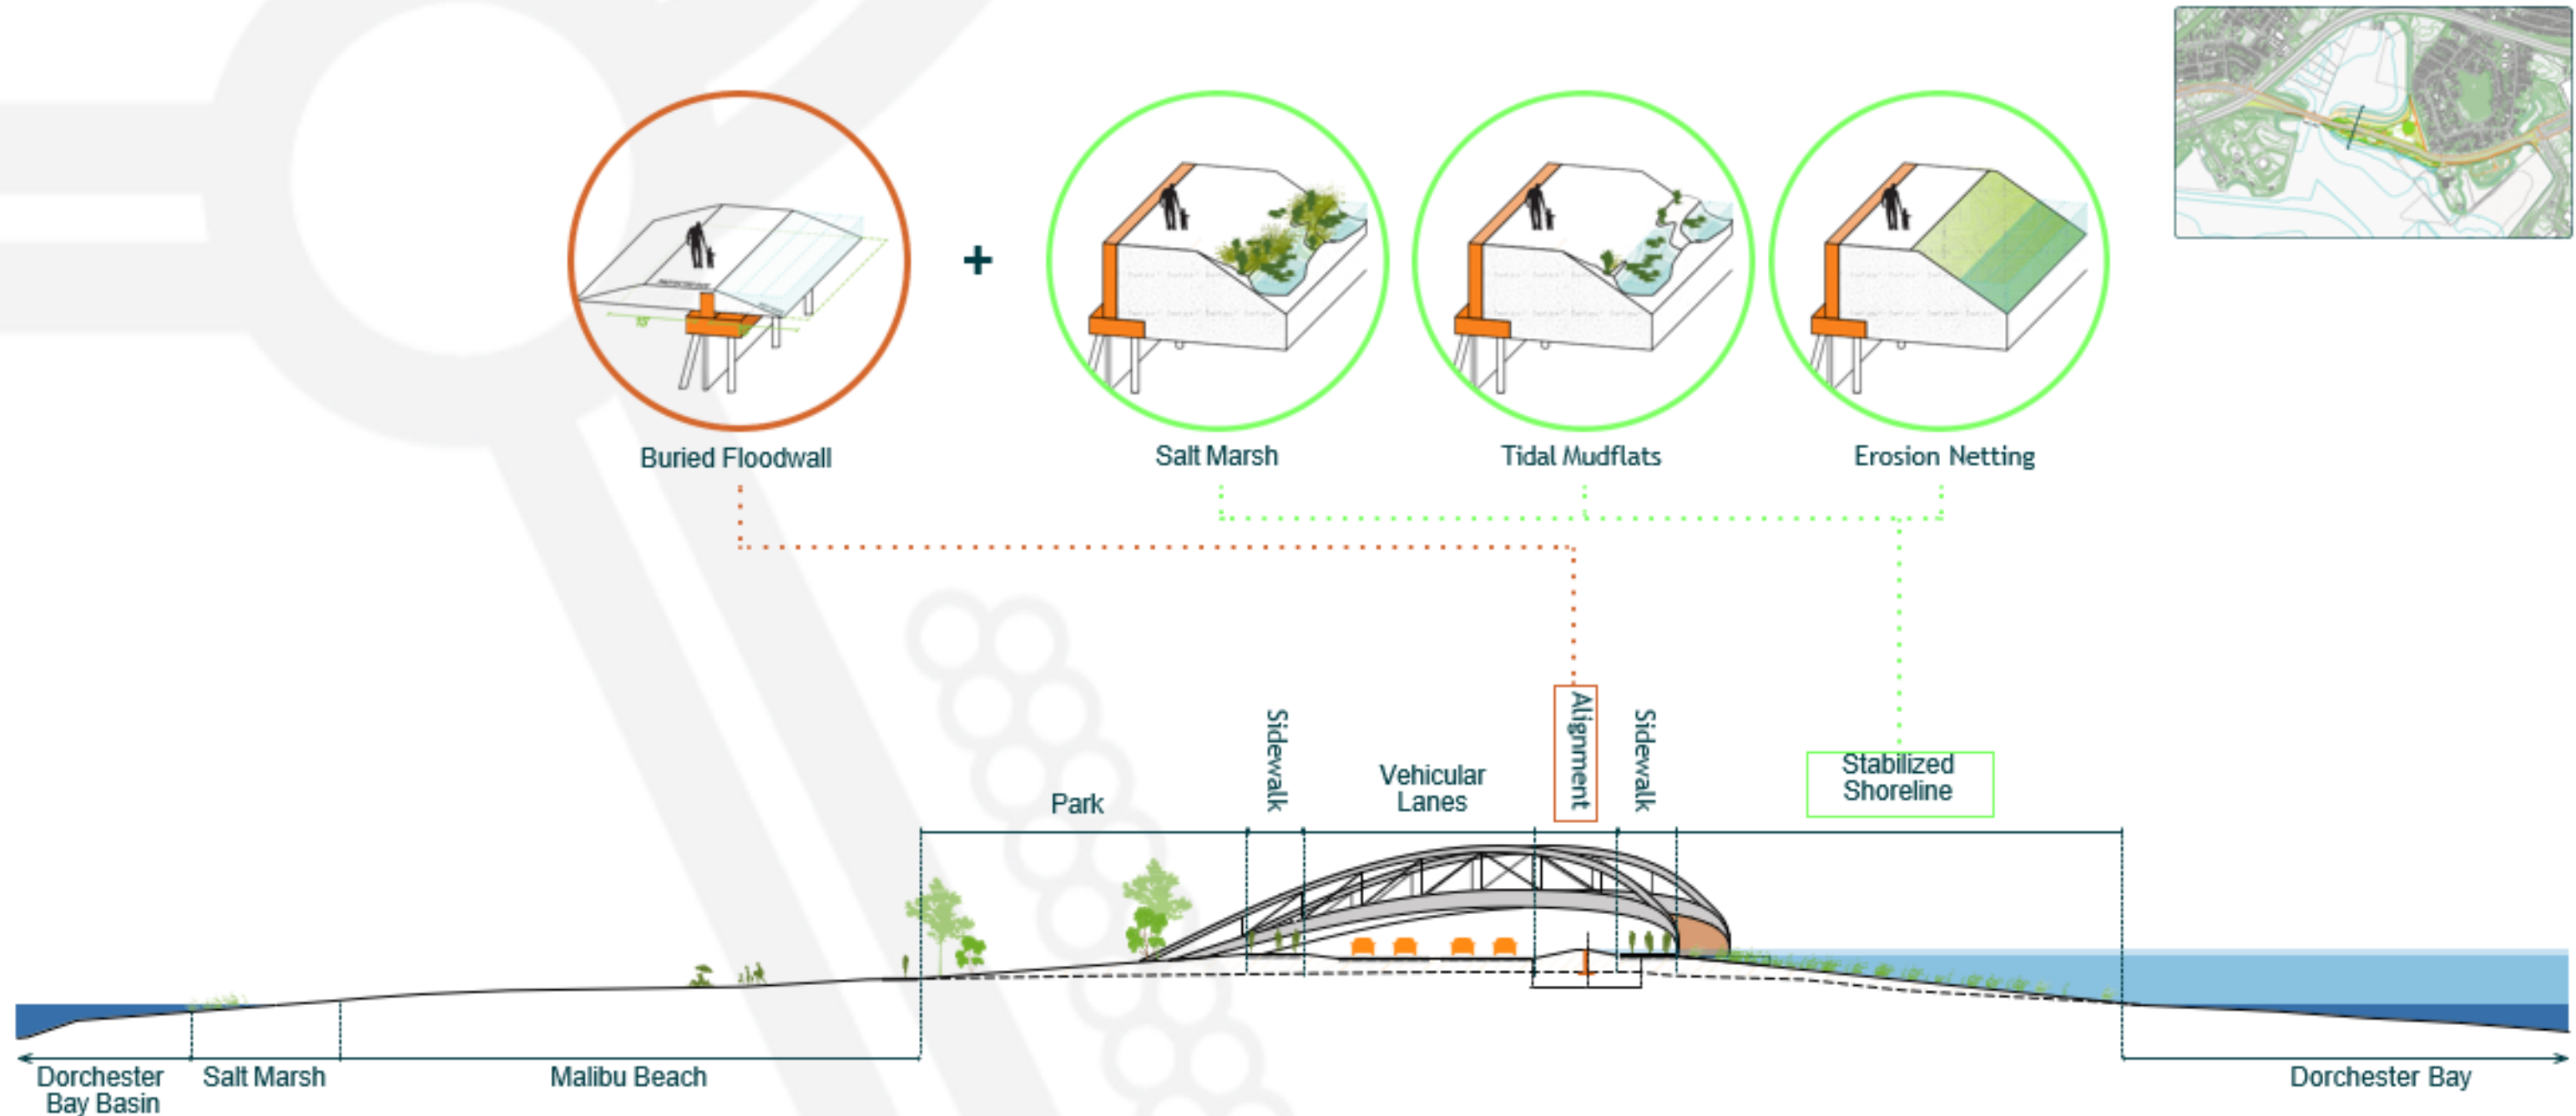 Buried Floodwall
+
Salt Marsh
Tidal Mudflats
Erosion Netting
Park
Sidewalk
Vehicular
Lanes
Alignment
Sidewalk
Stabilized
Shoreline
Dorchester
Bay Basin
Salt Marsh
Malibu Beach
Dorchester Bay